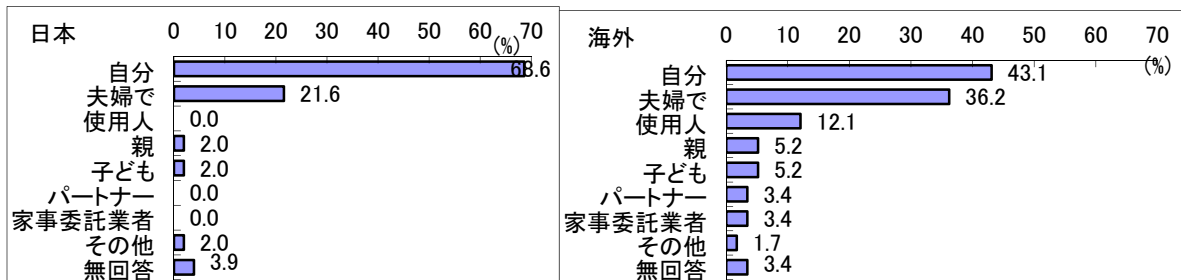 日本
0 10 20 30 40 50 60 70
(%)
自分 68.6
夫婦で 21.6
使用人 0.0
親 2.0
子ども 2.0
パートナー 0.0
家事委託業者 0.0
その他 2.0
無回答 3.9
海外
0 10 20 30 40 50 60 70
(%)
自分 43.1
夫婦で 36.2
使用人 12.1
親 5.2
子ども 5.2
パートナー 3.4
家事委託業者 3.4
その他 1.7
無回答 3.4